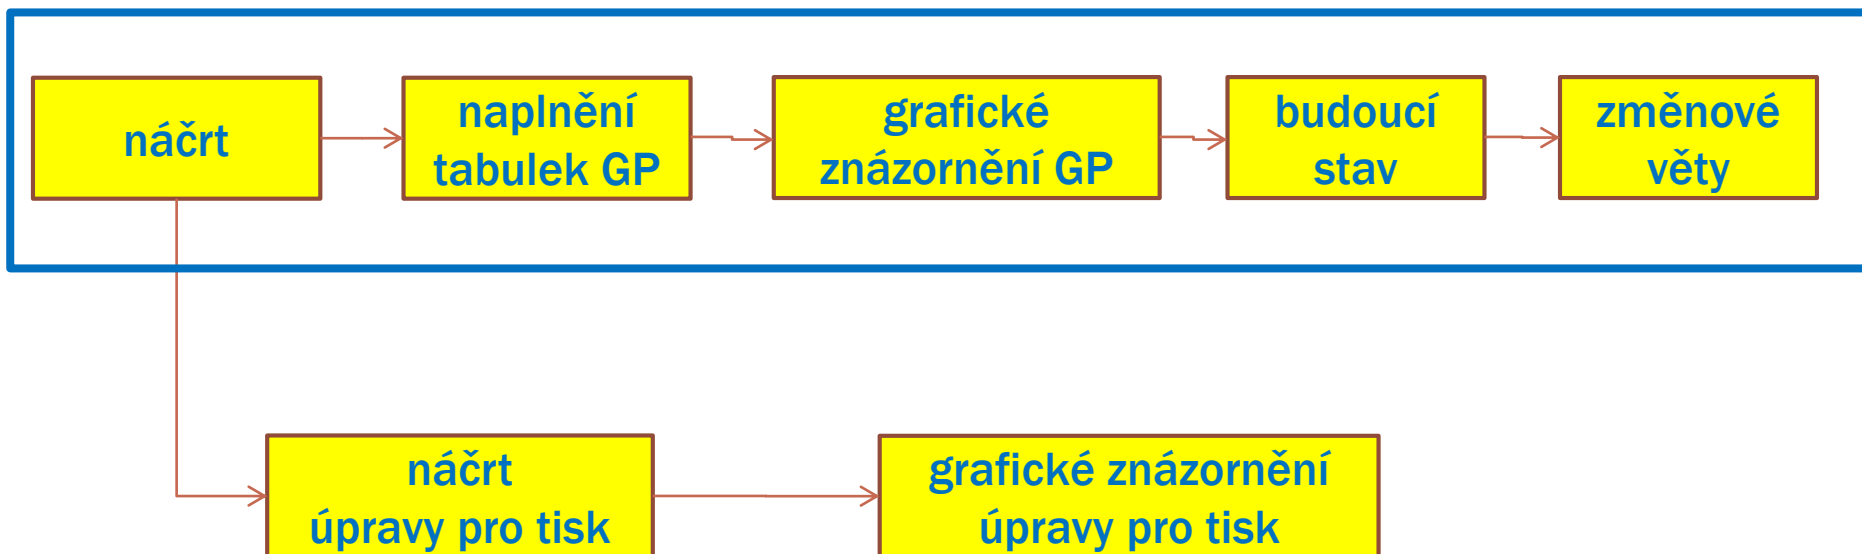 náčrt
naplnění
tabulek GP
grafické
znázornění GP
budoucí
stav
změnové
věty
náčrt
úpravy pro tisk
grafické znázornění
úpravy pro tisk